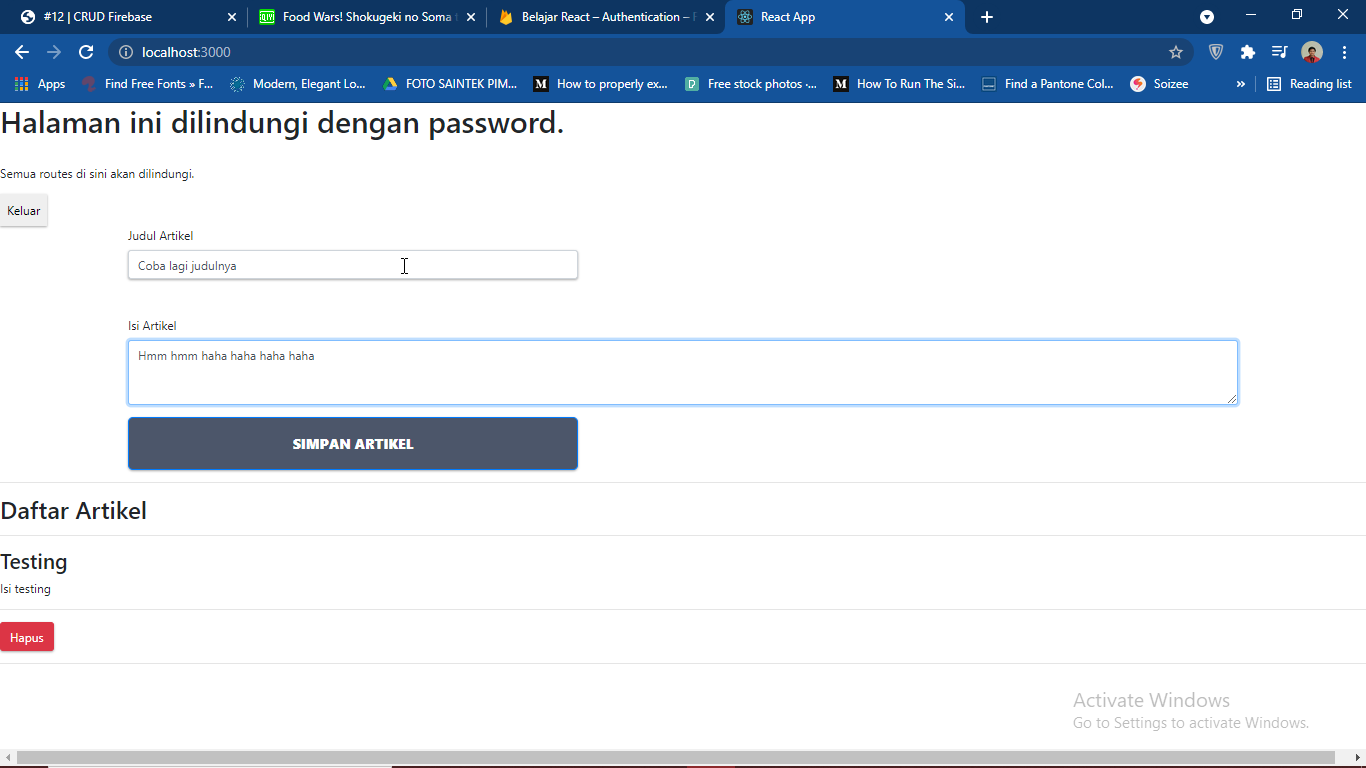 #12 | CRUD Firebase
Food Wars! Shokugeki no Soma
Belajar React – Authentication –
React App
localhost:3000
Apps
Find Free Fonts » F...
Modern, Elegant Lo...
FOTO SAINTEK PIM...
How to properly ex...
Free stock photos ·...
How To Run The Si...
Find a Pantone Col...
Soizee
»
Reading list
Halaman ini dilindungi dengan password.
Semua routes di sini akan dilindungi.
Keluar
Judul Artikel
Coba lagi judulnya
Isi Artikel
Hmm hmm haha haha haha haha
SIMPAN ARTIKEL
Daftar Artikel
Testing
Isi testing
Hapus
Activate Windows
Go to Settings to activate Windows.